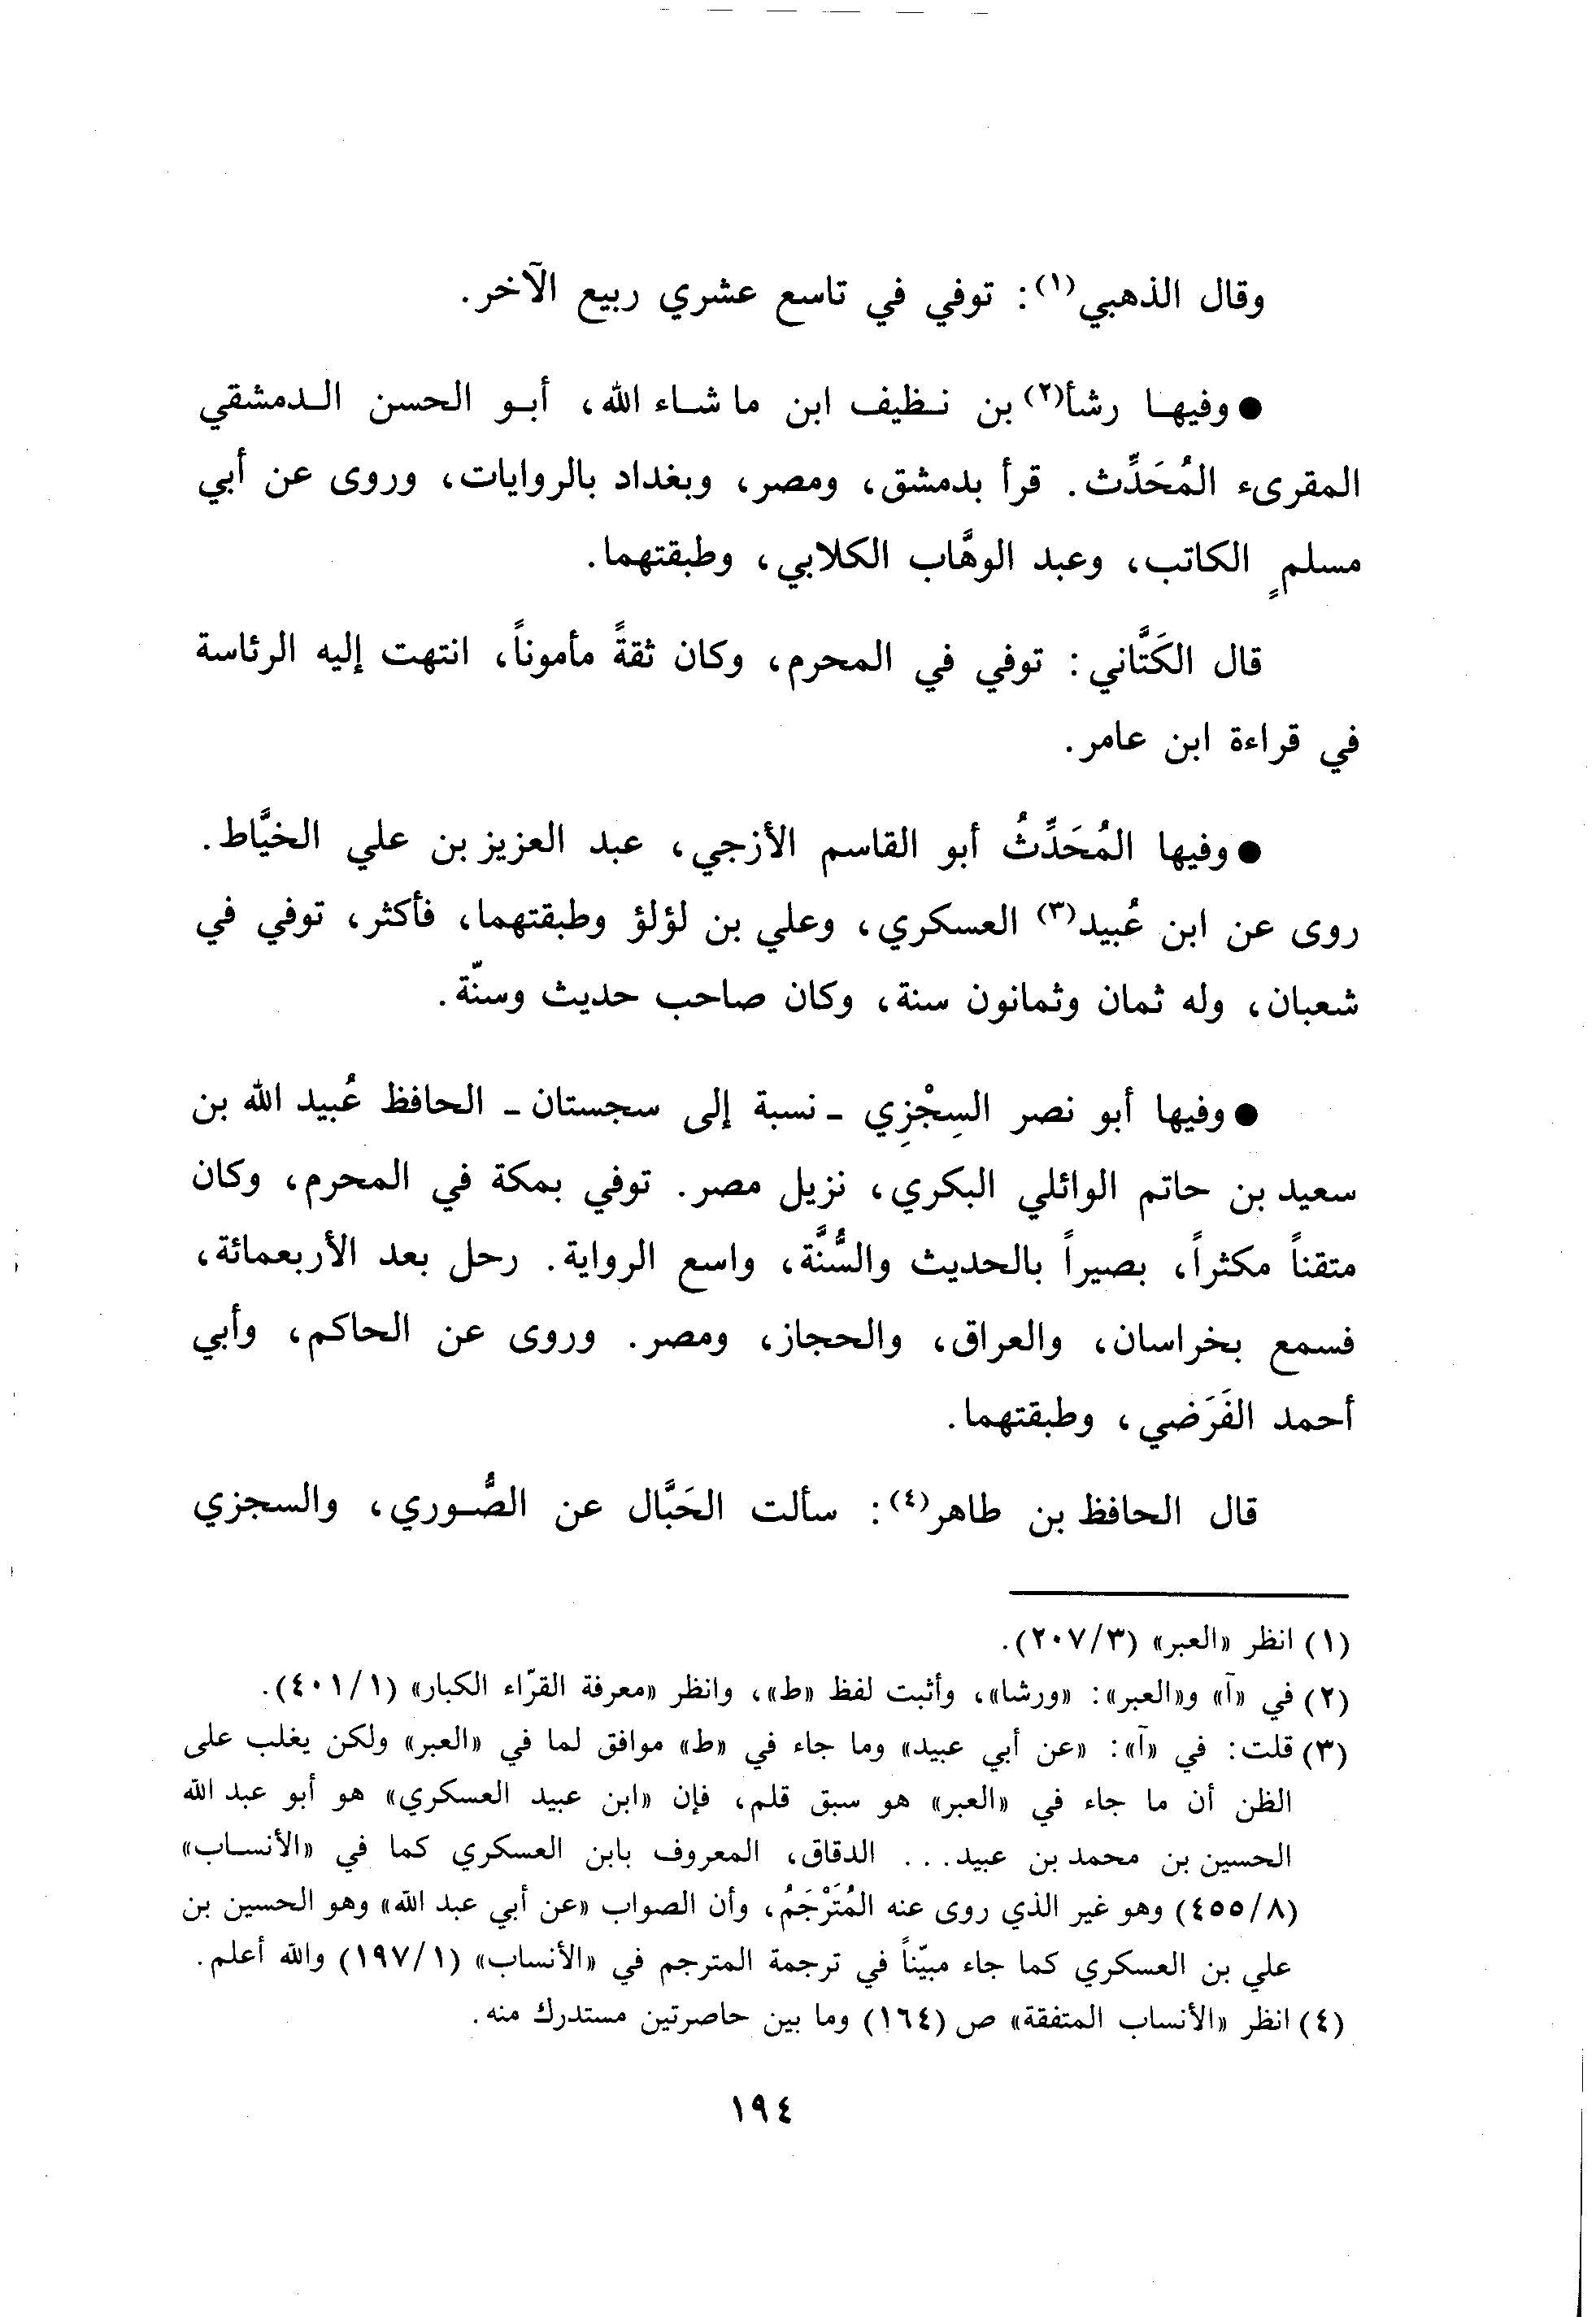 وقال الذهبي(١): توفي في تاسع عشري ربيع الآخر.
● وفيها رشأ(٢) بن نظيف ابن ما شاء الله، أبو الحسن الدمشقي
المقرىء المُحَدِّث. قرأ بدمشق، ومصر، وبغداد بالروايات، وروى عن أبي
مسلمٍ الكاتب، وعبد الوهَّاب الكلابي، وطبقتهما.
قال الكَتَّاني: توفي في المحرم، وكان ثقةً مأموناً، انتهت إليه الرئاسة
في قراءة ابن عامر.
● وفيها المُحَدِّثُ أبو القاسم الأزجي، عبد العزيز بن علي الخيَّاط.
روى عن ابن عُبيد(٣) العسكري، وعلي بن لؤلؤ وطبقتهما، فأكثر، توفي في
شعبان، وله ثمان وثمانون سنة، وكان صاحب حديث وسنّة.
● وفيها أبو نصر السِجْزِي - نسبة إلى سجستان - الحافظ عُبيد الله بن
سعيد بن حاتم الوائلي البكري، نزيل مصر. توفي بمكة في المحرم، وكان
متقناً مكثراً، بصيراً بالحديث والسُّنَّة، واسع الرواية. رحل بعد الأربعمائة،
فسمع بخراسان، والعراق، والحجاز، ومصر. وروى عن الحاكم، وأبي
أحمد الفَرَضي، وطبقتهما.
قال الحافظ بن طاهر(٤): سألت الحَبَّال عن الصُّوري، والسجزي
(١) انظر «العبر» (٢٠٧/٣).
(٢) في «آ» و«العبر»: «ورشا»، وأثبت لفظ «ط»، وانظر «معرفة القرّاء الكبار» (٤٠١/١).
(٣) قلت: في «آ»: «عن أبي عبيد» وما جاء في «ط» موافق لما في «العبر» ولكن يغلب على
الظن أن ما جاء في «العبر» هو سبق قلم، فإن «ابن عبيد العسكري» هو أبو عبد الله
الحسين بن محمد بن عبيد... الدقاق، المعروف بابن العسكري كما في «الأنساب»
(٤٥٥/٨) وهو غير الذي روى عنه المُتَرْجَمُ، وأن الصواب «عن أبي عبد الله» وهو الحسين بن
علي بن العسكري كما جاء مبيّناً في ترجمة المترجم في «الأنساب» (١٩٧/١) والله أعلم.
(٤) انظر «الأنساب المتفقة» ص (١٦٤) وما بين حاصرتين مستدرك منه.
١٩٤